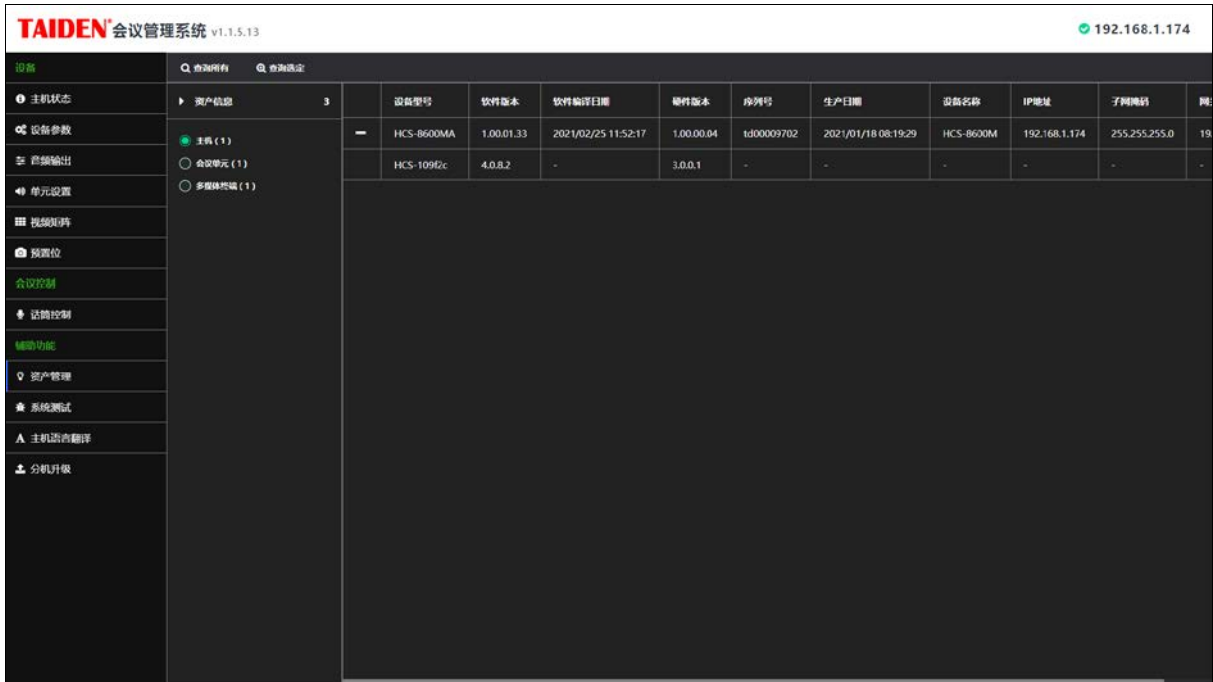 TAIDEN® 会议管理系统 v1.1.5.13
192.168.1.174
设备
查询所有 查询选定
主机状态
资产信息 3
设备型号 软件版本 软件编译日期 硬件版本 序列号 生产日期 设备名称 IP地址 子网掩码
设备参数
主机 ( 1 )
HCS-8600MA 1.00.01.33 2021/02/25 11:52:17 1.00.00.04 td00009702 2021/01/18 08:19:29 HCS-8600M 192.168.1.174 255.255.255.0 19
音频输出
会议单元 ( 1 )
HCS-109f2c 4.0.8.2 - 3.0.0.1 - - - - - -
单元设置
多媒体终端 ( 1 )
视频矩阵
预置位
会议控制
话筒控制
辅助功能
资产管理
系统测试
主机语言翻译
分机升级